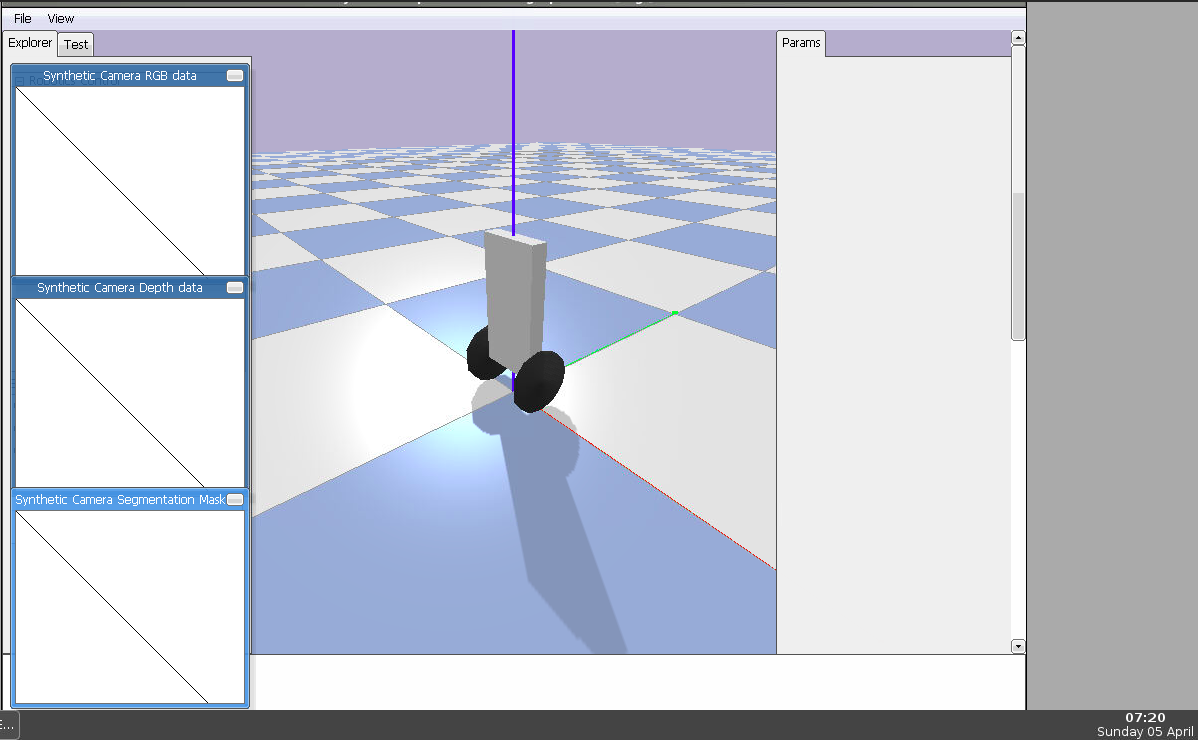 File View
Explorer Test
Params
Synthetic Camera RGB data
Synthetic Camera Depth data
Synthetic Camera Segmentation Mask
E...
07:20
Sunday 05 April